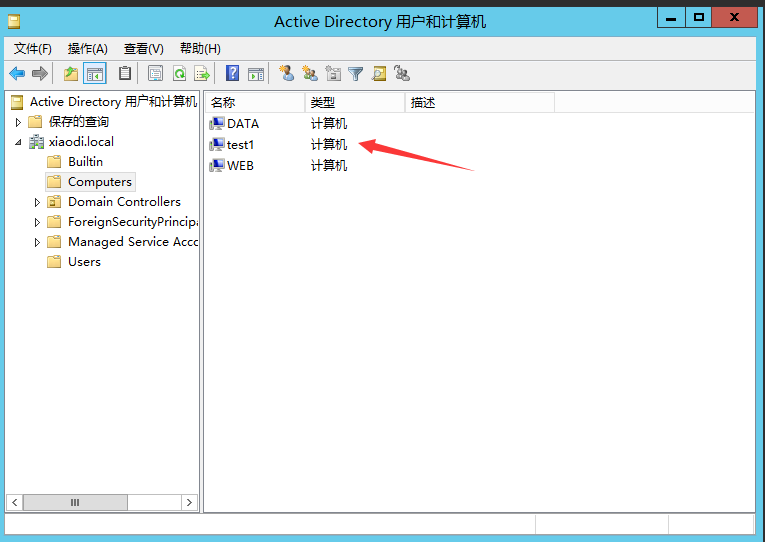 Active Directory 用户和计算机
文件(F) 操作(A) 查看(V) 帮助(H)
Active Directory 用户和计算机
保存的查询
xiaodi.local
Builtin
Computers
Domain Controllers
ForeignSecurityPrincipa
Managed Service Acco
Users
名称 类型 描述
DATA 计算机
test1 计算机
WEB 计算机